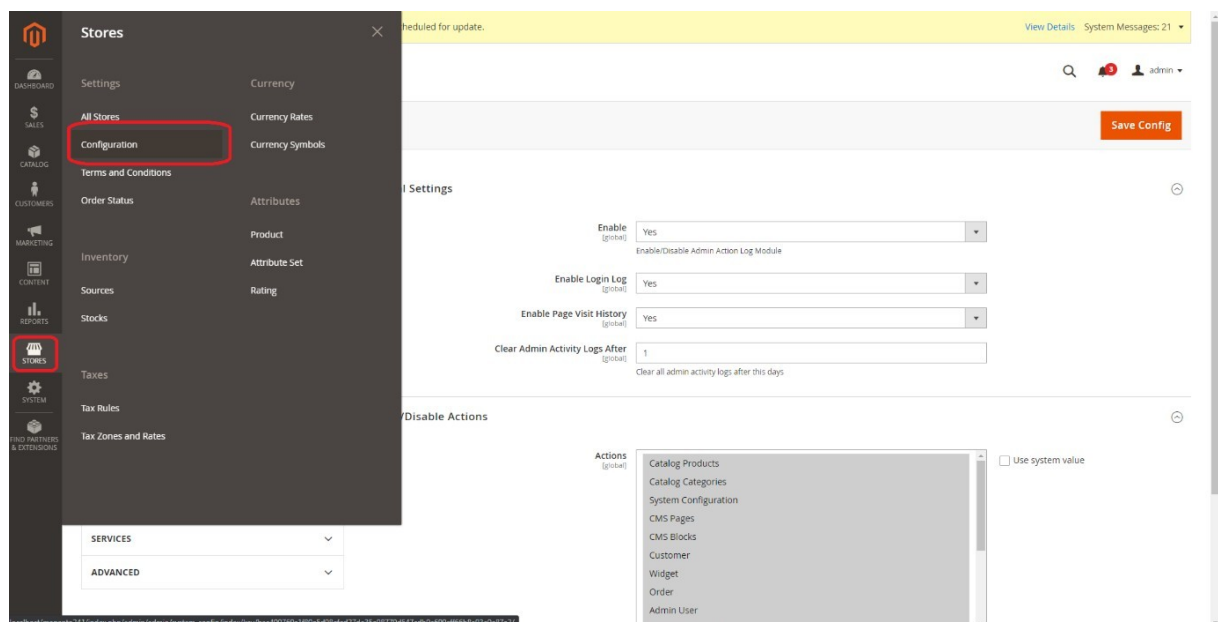 heduled for update.
View Details System Messages: 21
3
admin
DASHBOARD
SALES
CATALOG
CUSTOMERS
MARKETING
CONTENT
REPORTS
STORES
SYSTEM
FIND PARTNERS
& EXTENSIONS
Stores
Settings
All Stores
Configuration
Terms and Conditions
Order Status
Inventory
Sources
Stocks
Taxes
Tax Rules
Tax Zones and Rates
Currency
Currency Rates
Currency Symbols
Attributes
Product
Attribute Set
Rating
SERVICES
ADVANCED
Save Config
l Settings
Enable
[global]
Yes
Enable/Disable Admin Action Log Module
Enable Login Log
[global]
Yes
Enable Page Visit History
[global]
Yes
Clear Admin Activity Logs After
[global]
1
Clear all admin activity logs after this days
/Disable Actions
Actions
[global]
Catalog Products
Catalog Categories
System Configuration
CMS Pages
CMS Blocks
Customer
Widget
Order
Admin User
Use system value